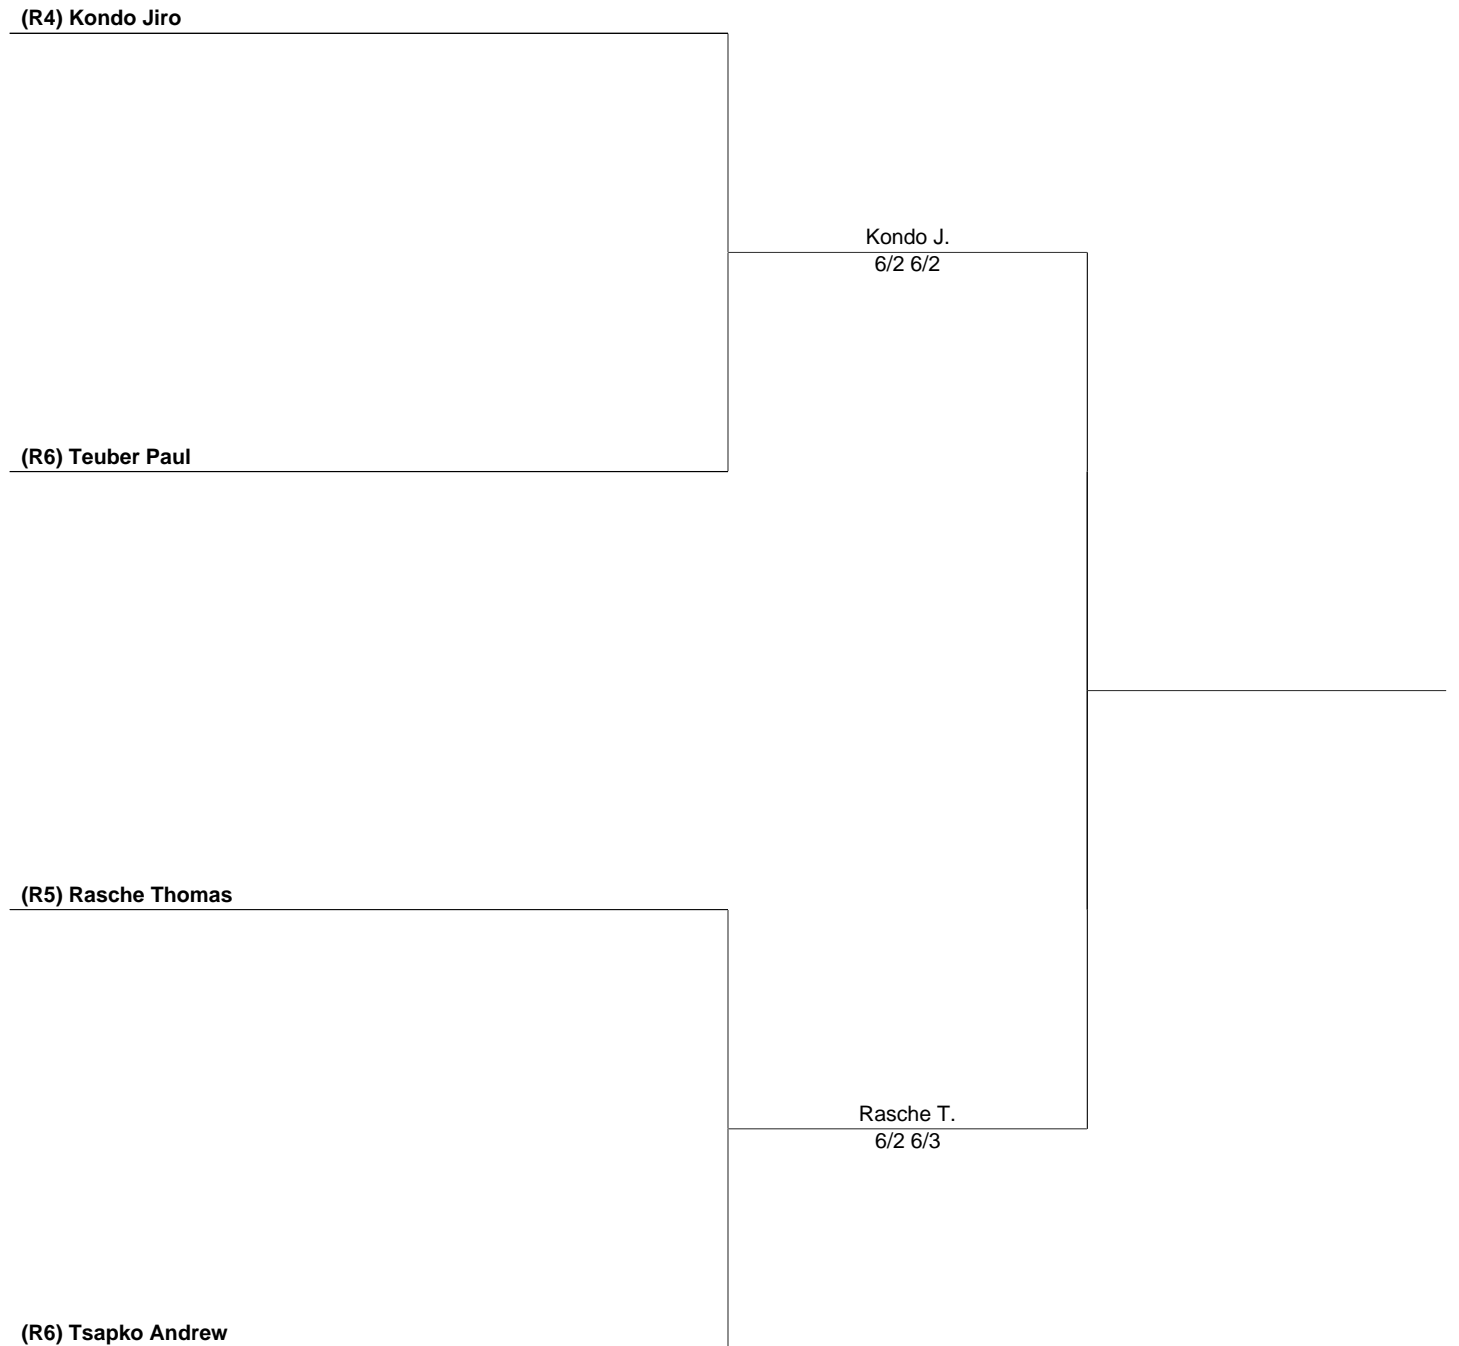 (R4) Kondo Jiro
Kondo J.
6/2 6/2
(R6) Teuber Paul
(R5) Rasche Thomas
Rasche T.
6/2 6/3
(R6) Tsapko Andrew